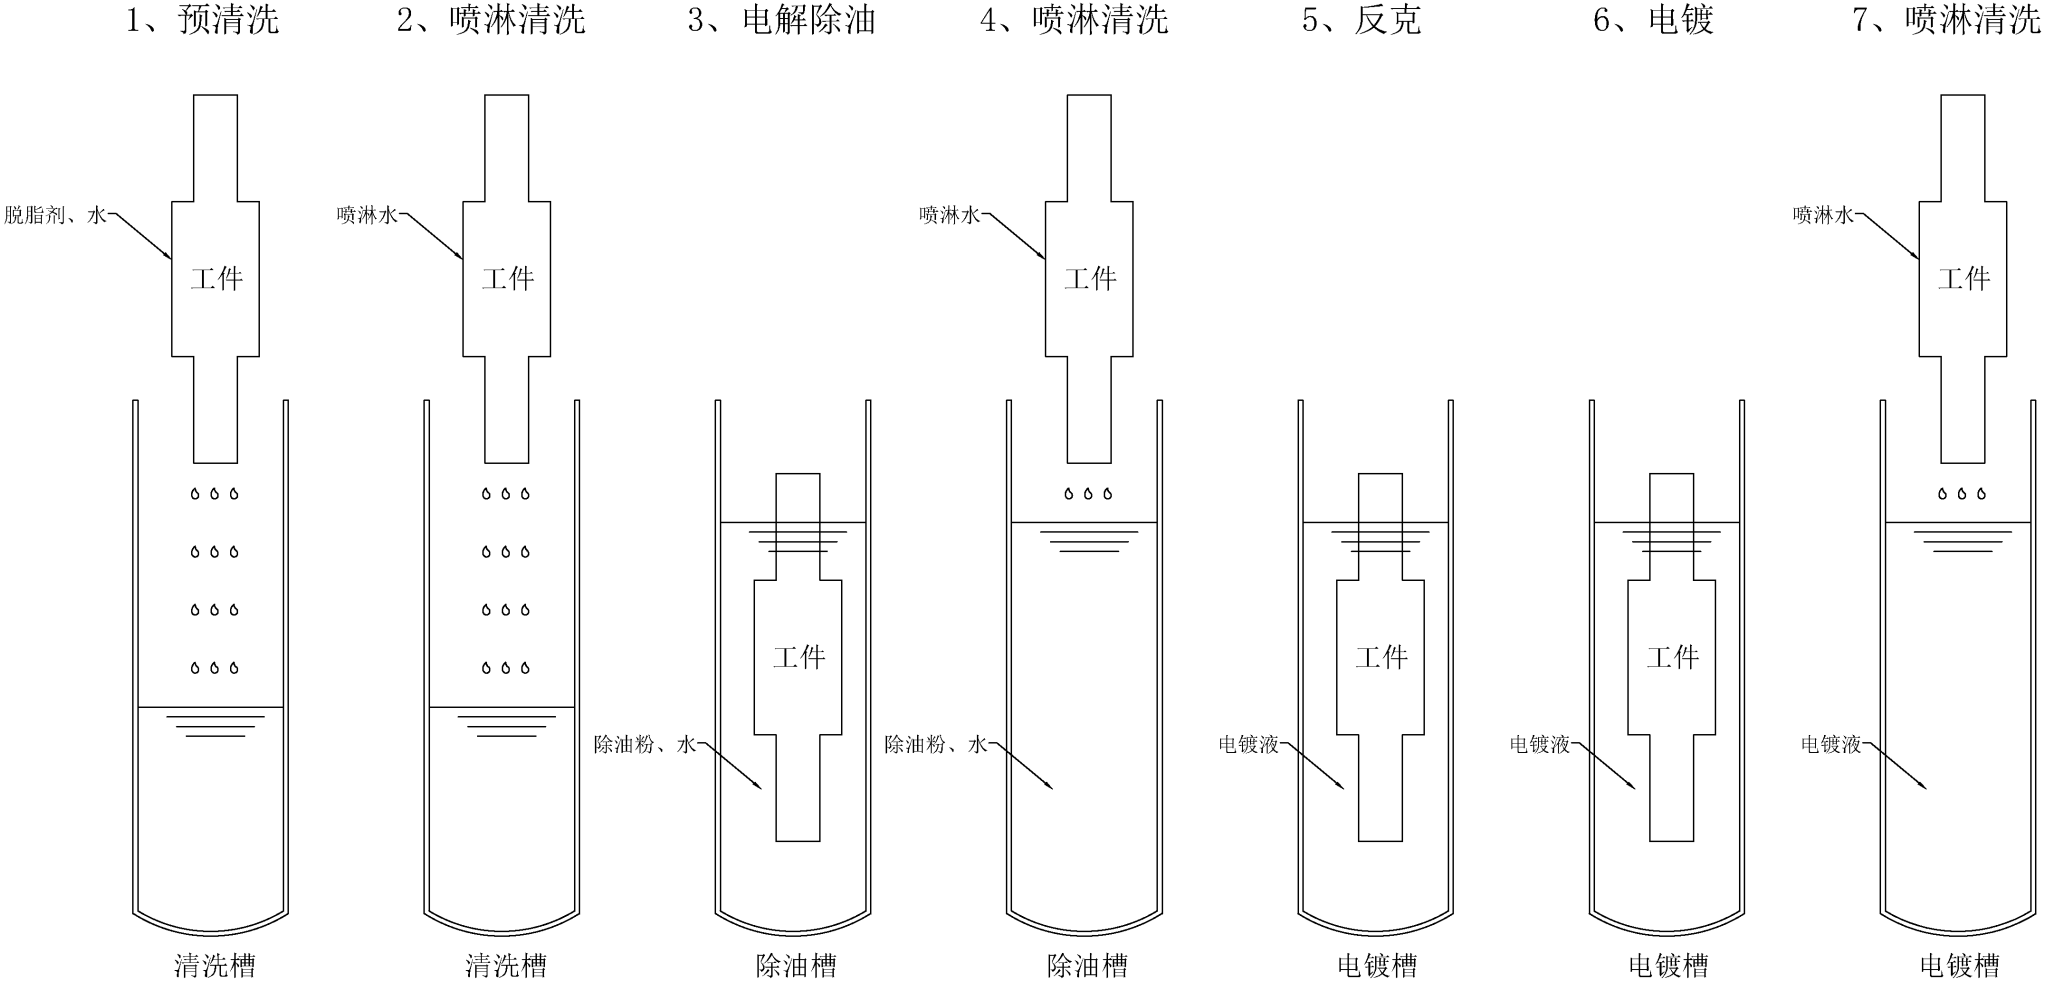 1、预清洗
2、喷淋清洗
3、电解除油
4、喷淋清洗
5、反克
6、电镀
7、喷淋清洗
脱脂剂、水
喷淋水
喷淋水
喷淋水
工件
工件
工件
工件
工件
工件
工件
除油粉、水
除油粉、水
电镀液
电镀液
电镀液
清洗槽
清洗槽
除油槽
除油槽
电镀槽
电镀槽
电镀槽